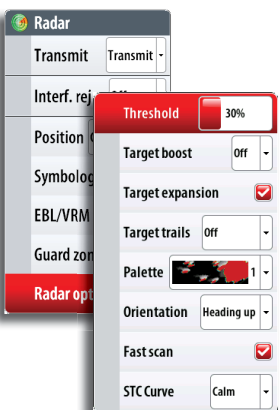 Radar
Transmit Transmit
Interf. rej
Position
Symbolog
EBL/VRM
Guard zon
Radar opt
Threshold 30%
Target boost Off
Target expansion
Target trails Off
Palette 1
Orientation Heading up
Fast scan
STC Curve Calm